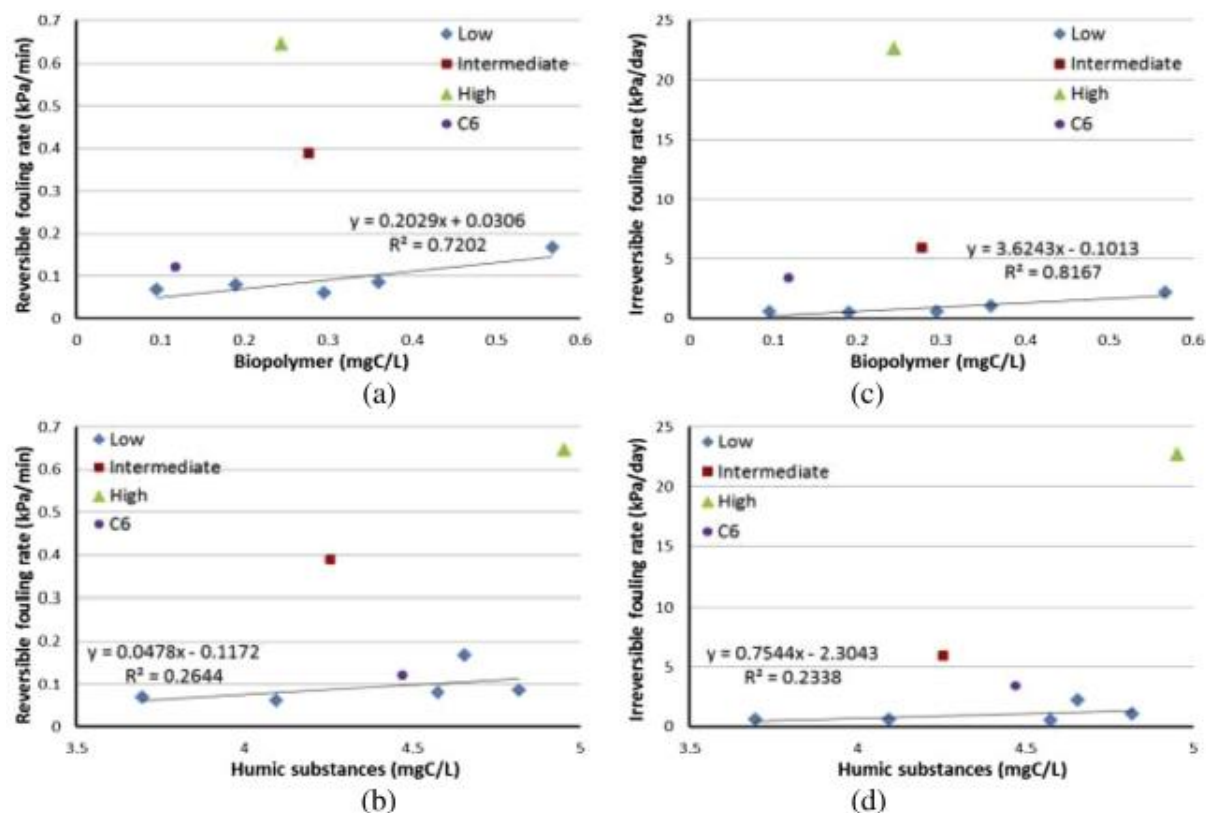 Reversible fouling rate (kPa/min)
0.7
0.6
0.5
0.4
0.3
0.2
0.1
0
Low
Intermediate
High
C6
y = 0.2029x + 0.0306
R² = 0.7202
0 0.1 0.2 0.3 0.4 0.5 0.6
Biopolymer (mgC/L)
(a)
Irreversible fouling rate (kPa/day)
25
20
15
10
5
0
Low
Intermediate
High
C6
y = 3.6243x - 0.1013
R² = 0.8167
0 0.1 0.2 0.3 0.4 0.5 0.6
Biopolymer (mgC/L)
(c)
Reversible fouling rate (kPa/min)
0.7
0.6
0.5
0.4
0.3
0.2
0.1
0
Low
Intermediate
High
C6
y = 0.0478x - 0.1172
R² = 0.2644
3.5 4 4.5 5
Humic substances (mgC/L)
(b)
Irreversible fouling rate (kPa/day)
25
20
15
10
5
0
Low
Intermediate
High
C6
y = 0.7544x - 2.3043
R² = 0.2338
3.5 4 4.5 5
Humic substances (mgC/L)
(d)